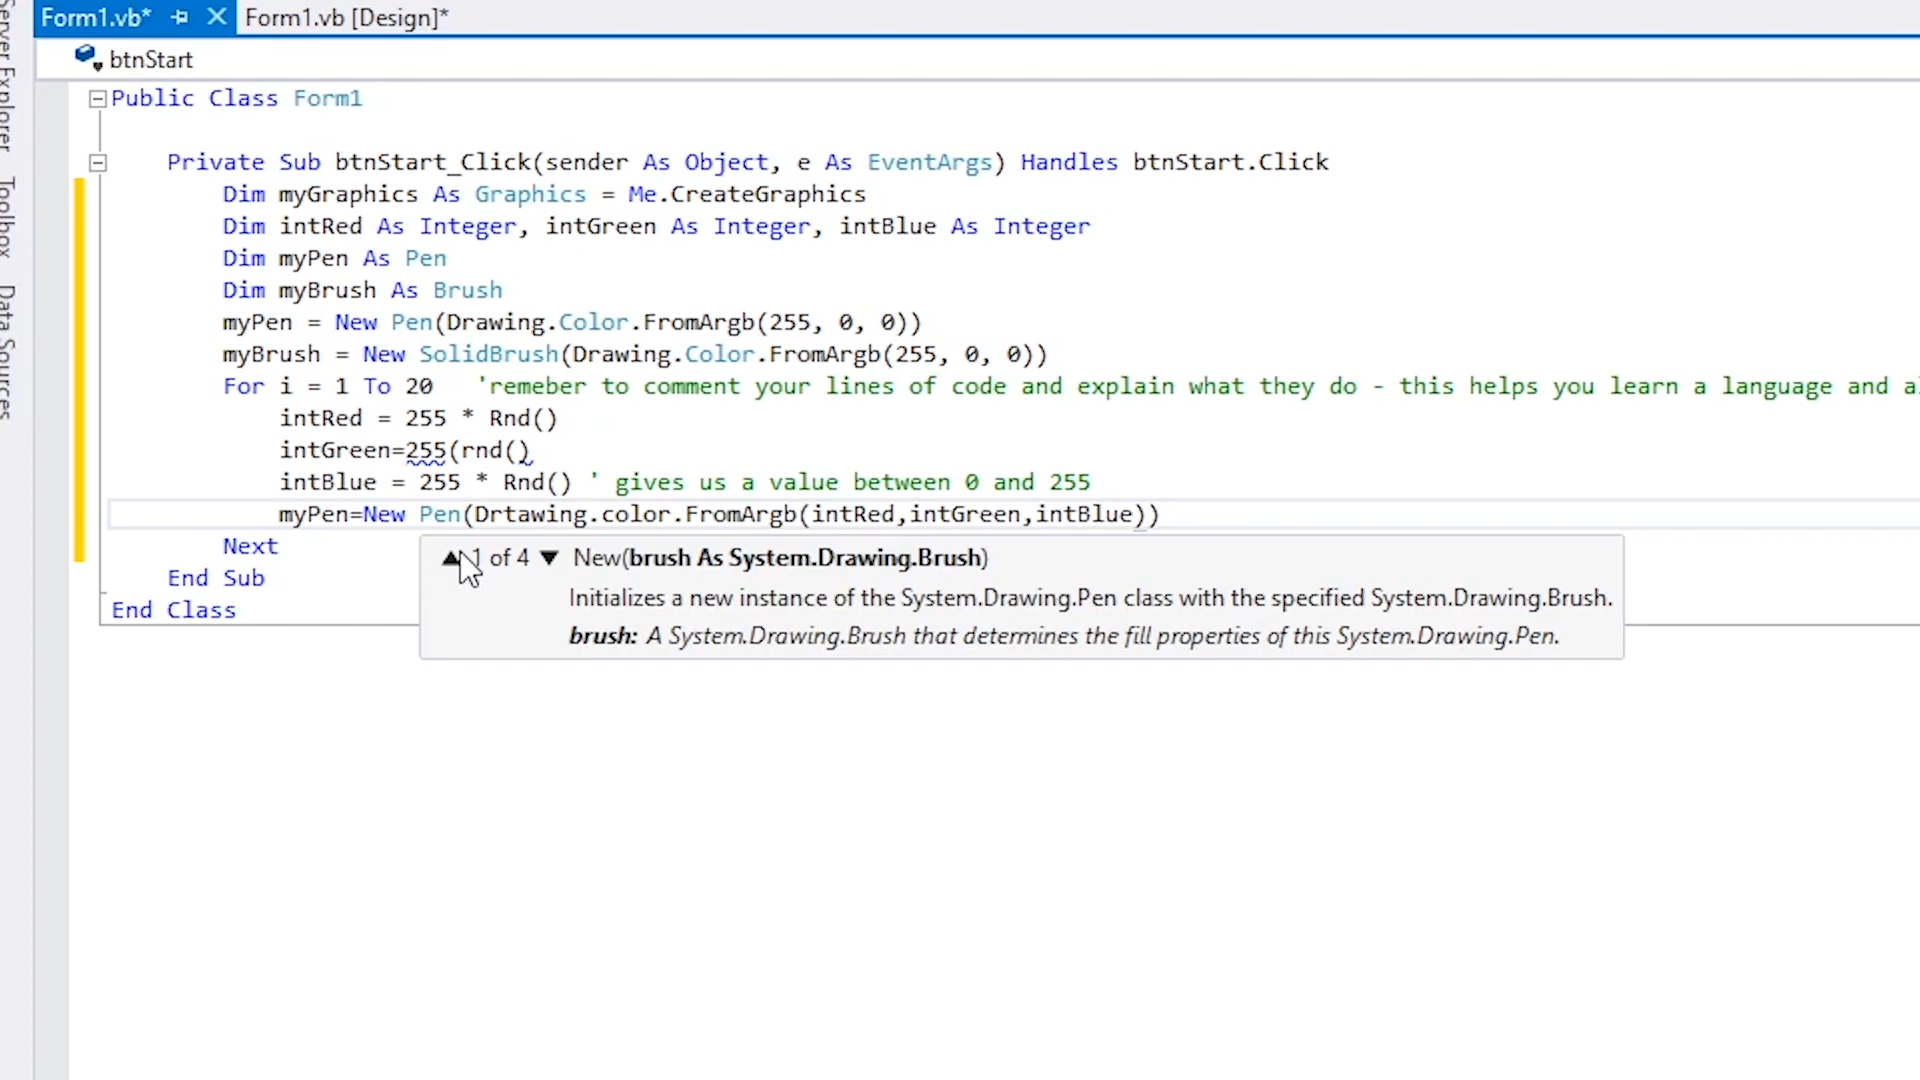 Form1.vb*
Form1.vb [Design]*
Server Explorer
Toolbox
Data Sources
btnStart
Public Class Form1
Private Sub btnStart_Click(sender As Object, e As EventArgs) Handles btnStart.Click
Dim myGraphics As Graphics = Me.CreateGraphics
Dim intRed As Integer, intGreen As Integer, intBlue As Integer
Dim myPen As Pen
Dim myBrush As Brush
myPen = New Pen(Drawing.Color.FromArgb(255, 0, 0))
myBrush = New SolidBrush(Drawing.Color.FromArgb(255, 0, 0))
For i = 1 To 20 'remeber to comment your lines of code and explain what they do - this helps you learn a language and
intRed = 255 * Rnd()
intGreen=255(rnd()
intBlue = 255 * Rnd() ' gives us a value between 0 and 255
myPen=New Pen(Drtawing.color.FromArgb(intRed,intGreen,intBlue))
Next
End Sub
End Class
1 of 4 New(brush As System.Drawing.Brush)
Initializes a new instance of the System.Drawing.Pen class with the specified System.Drawing.Brush.
brush: A System.Drawing.Brush that determines the fill properties of this System.Drawing.Pen.